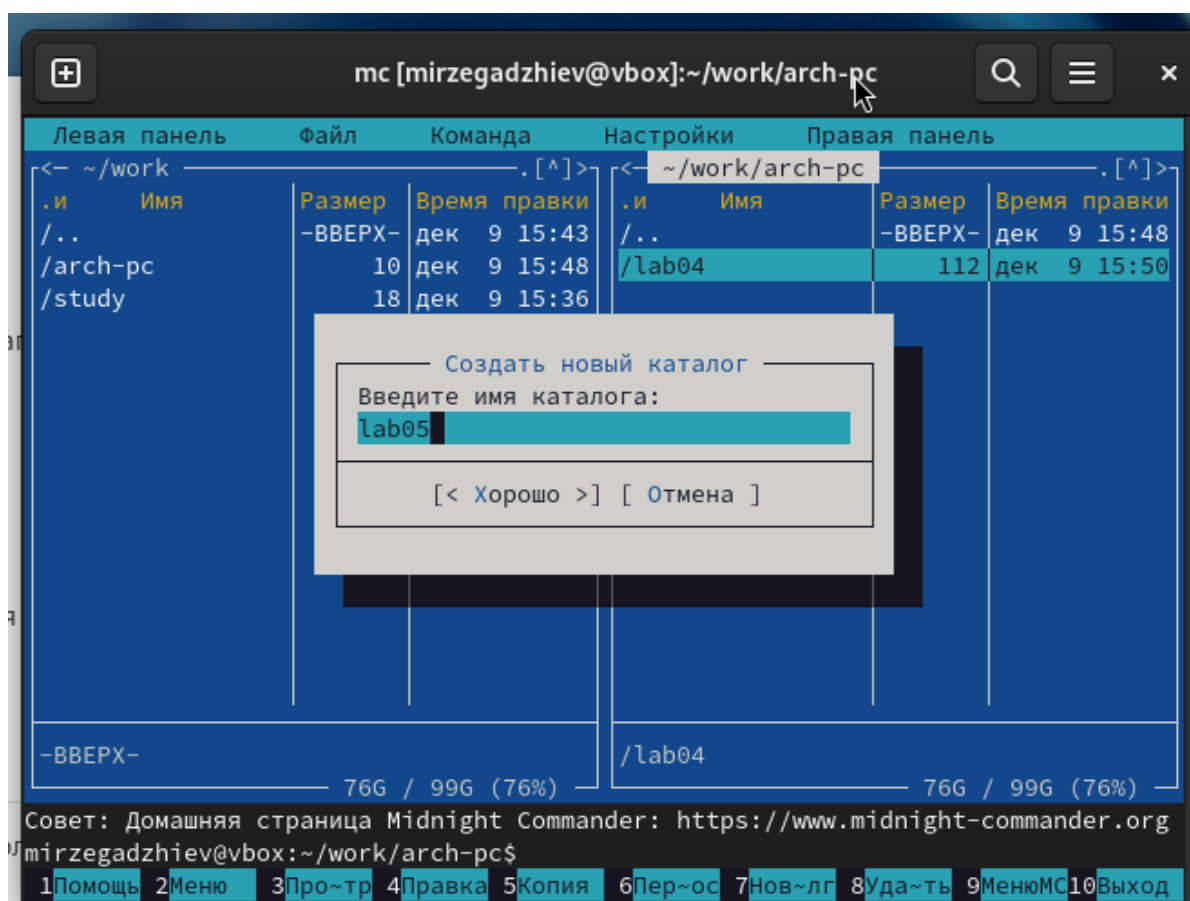 mc [mirzegadzhiev@vbox]:~/work/arch-pc
Левая панель Файл Команда Настройки Правая панель
<— ~/work .[^]> <— ~/work/arch-pc .[^]>
.и Имя Размер Время правки .и Имя Размер Время правки
/.. -ВВЕРХ- дек 9 15:43 /.. -ВВЕРХ- дек 9 15:48
/arch-pc 10 дек 9 15:48 /lab04 112 дек 9 15:50
/study 18 дек 9 15:36
Создать новый каталог
Введите имя каталога:
lab05
[< Хорошо >] [ Отмена ]
-ВВЕРХ- /lab04
76G / 99G (76%) 76G / 99G (76%)
Совет: Домашняя страница Midnight Commander: https://www.midnight-commander.org
mirzegadzhiev@vbox:~/work/arch-pc$
1Помощь 2Меню 3Про~тр 4Правка 5Копия 6Пер~ос 7Нов~лг 8Уда~ть 9МенюМС 10Выход